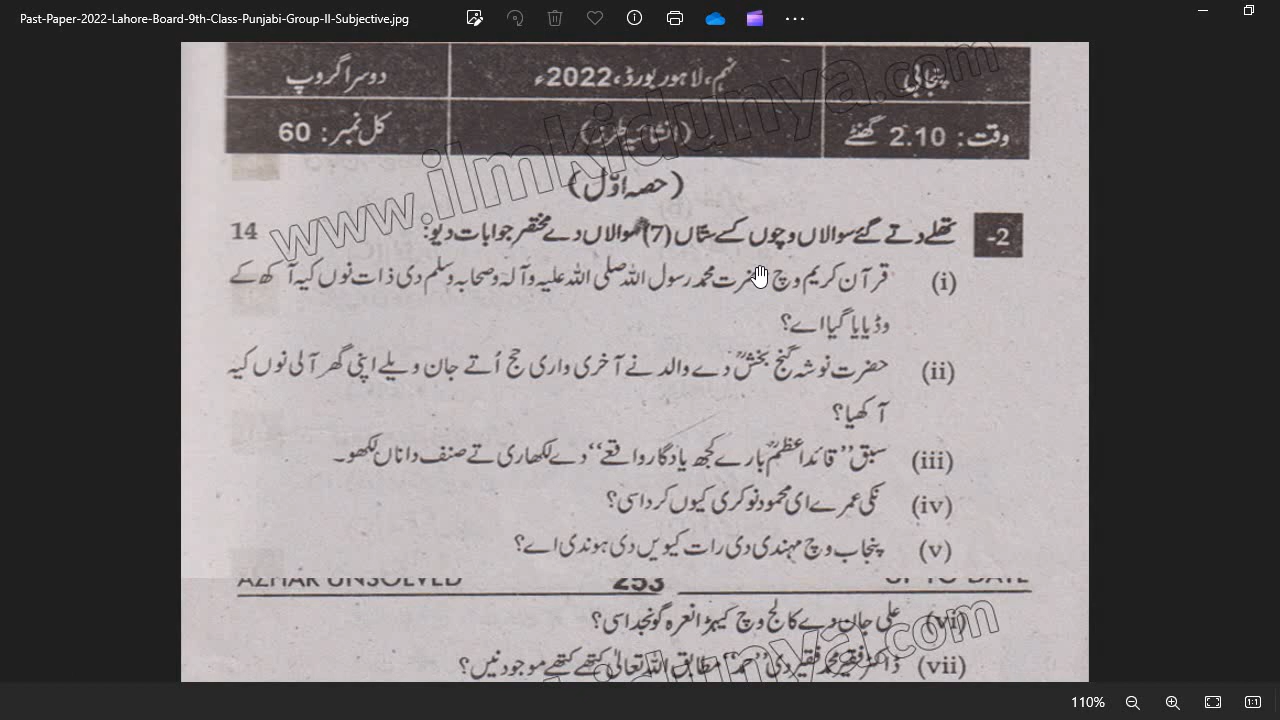 Past-Paper-2022-Lahore-Board-9th-Class-Punjabi-Group-II-Subjective.jpg
پنجابی نہم، لاہور بورڈ، 2022ء دوسرا گروپ
وقت: 2.10 گھنٹے (انشائیہ طرز) کل نمبر: 60
(حصہ اوّل)
-2 تھلے دتے گئے سوالاں وچوں کسے ستّاں (7) سوالاں دے مختصر جوابات دیو: 14
(i) قرآن کریم وچ حضرت محمد رسول اللہ صلی اللہ علیہ وآلہٖ وصحابہٖ وسلم دی ذات نوں کیہ آکھ کے
وڈیایا گیا اے؟
(ii) حضرت نوشہ گنج بخشؒ دے والد نے آخری واری حج اُتے جان ویلے اپنی گھر آلی نوں کیہ
آکھیا؟
(iii) سبق ”قائداعظمؒ بارے کجھ یادگار واقعے“ دے لکھاری تے صنف دا ناں لکھو۔
(iv) نکی عمرے ای محمود نوکری کیوں کردا سی؟
(v) پنجاب وچ مہندی دی رات کیویں دی ہوندی اے؟
AZHAR UNSOLVED 253 UP TO DATE
(vi) علی جان دے کالج وچ کیہڑا نعرہ گونجدا سی؟
(vii) ڈاکٹر فقیر محمد فقیر دی ”حمد“ مطابق اللہ تعالیٰ کتھے کتھے موجود نیں؟
www.ilmkidunya.com
110%